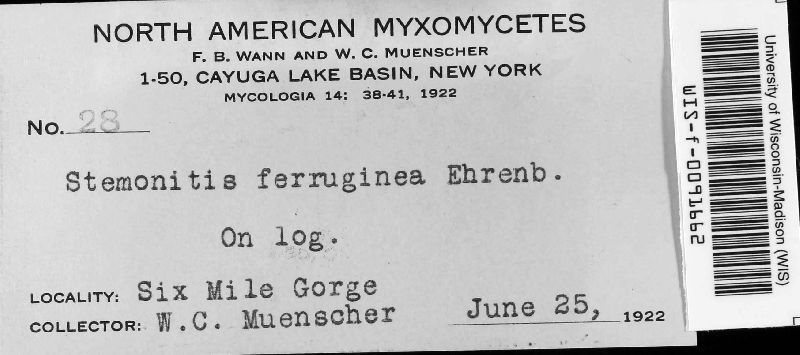 NORTH AMERICAN MYXOMYCETES
F. B. WANN AND W. C. MUENSCHER
1-50, CAYUGA LAKE BASIN, NEW YORK
MYCOLOGIA 14: 38-41, 1922
No. 28
Stemonitis ferruginea Ehrenb.
On log.
LOCALITY: Six Mile Gorge
COLLECTOR: W.C. Muenscher June 25, 1922
University of Wisconsin-Madison (WIS)
WIS-f-0091992